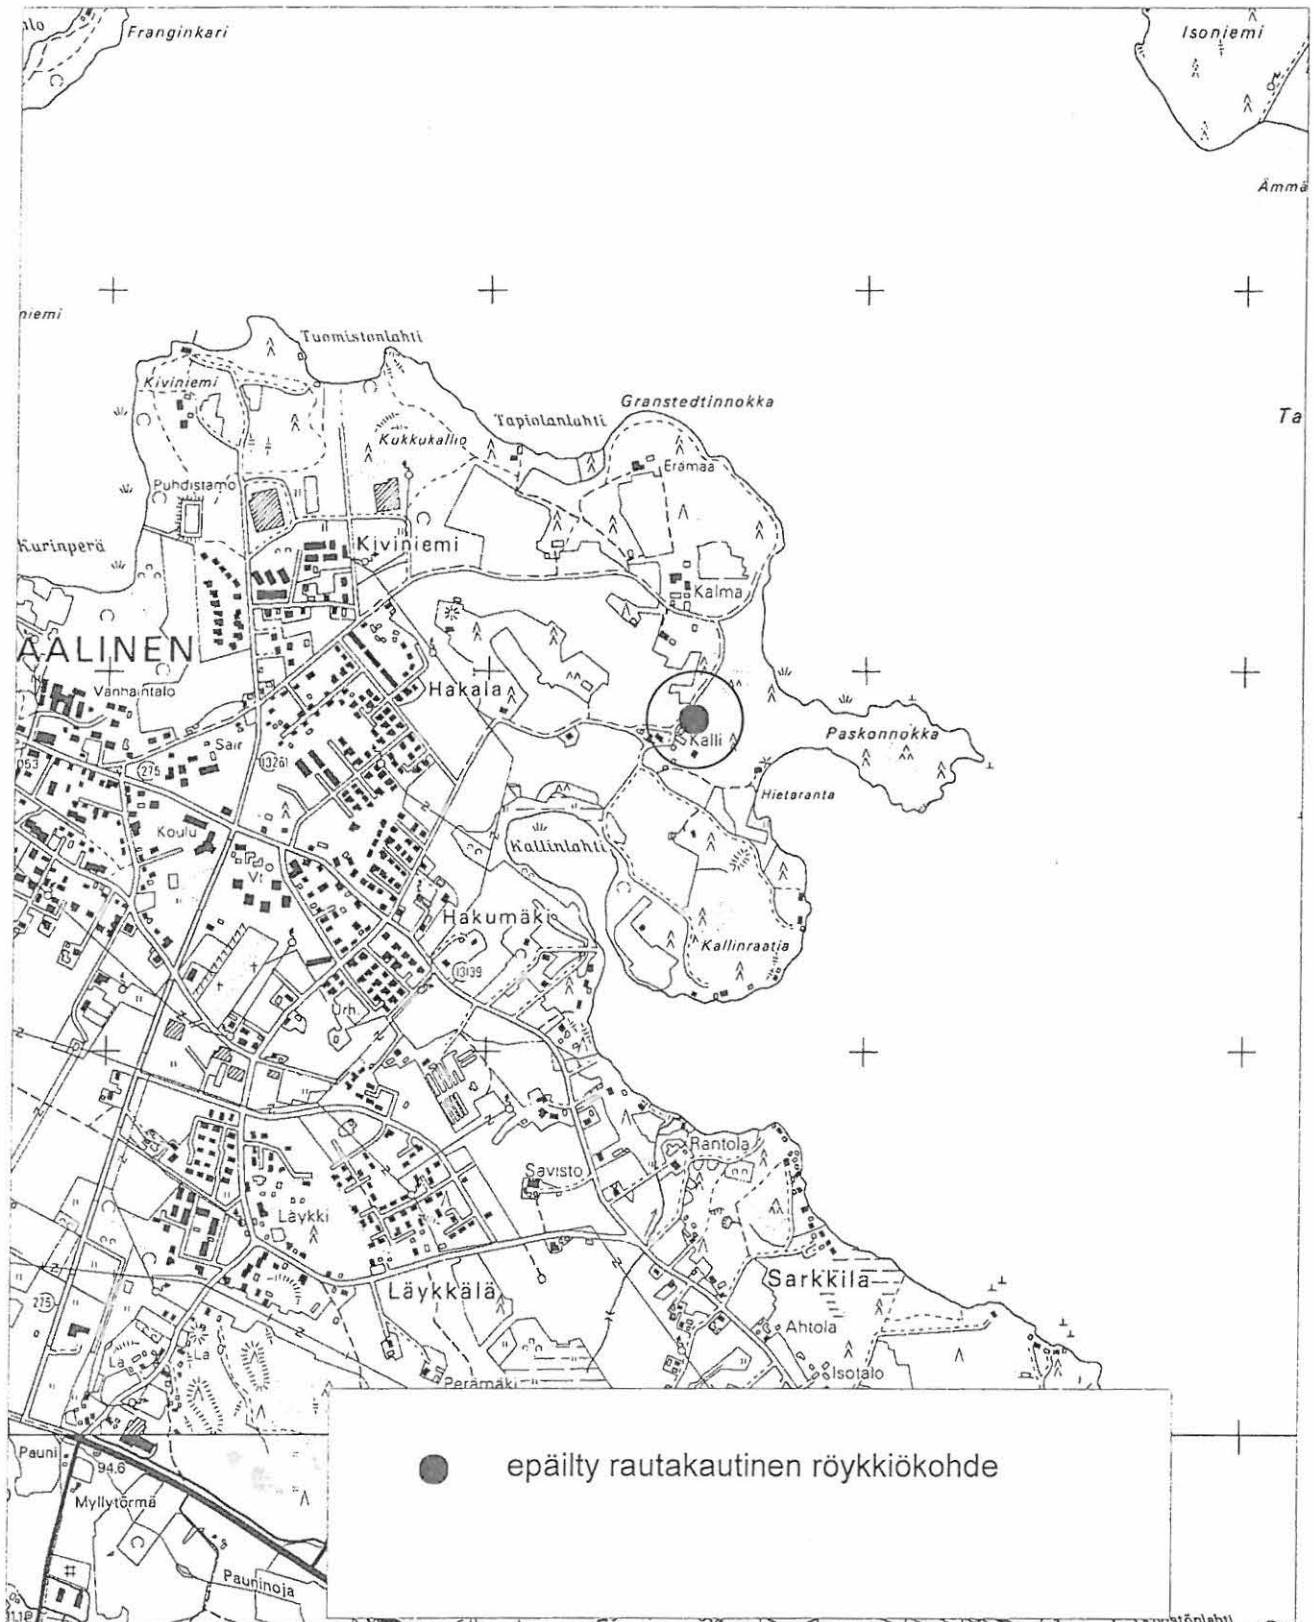 Franginkari
Isoniemi
Ämmä
niemi
Tuomistonlahti
Kiviniemi
Granstedtinnokka
Tapiolanlahti
Ta
Kukkukallio
Erämaa
Puhdistamo
Kurinperä
Kiviniemi
Kalma
AALINEN
Vanhaintalo
Hakala
Sair
Kalli
Paskonnokka
275
13261
Hietaranta
Koulu
Kallinlahti
Vt
Hakumäki
Kallinraatia
13139
Urh.
Rantola
Savisto
Läykki
Sarkkila
Läykkälä
275
Ahtola
Isotalo
Perämäki
Pauni
94.6
epäilty rautakautinen röykkiökohde
Myllytörmä
Pauninoja